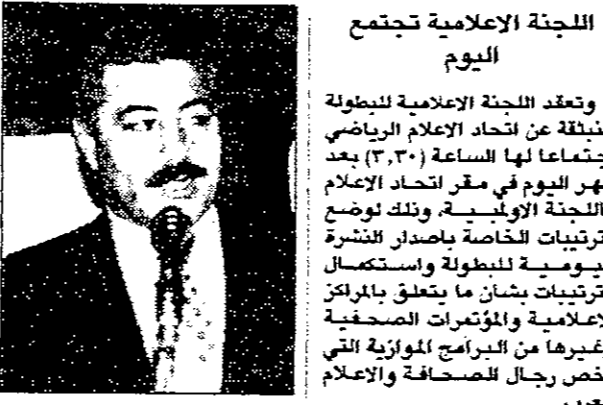 اللجنة الاعلامية تجتمع
اليوم
وتعقد اللجنة الاعلامية للبطولة
نبثقة عن اتحاد الاعلام الرياضي
جتماعا لها الساعة (٣,٣٠) بعد
هر اليوم في مقر اتحاد الاعلام
اللجنة الاولمبية، وذلك لوضع
ترتيبات الخاصة باصدار النشرة
يومية للبطولة واستكمال
ترتيبات بشأن ما يتعلق بالمراكز
لاعلامية والمؤتمرات الصحفية
غيرها من البرامج الموازية التي
خص رجال الصحافة والاعلام